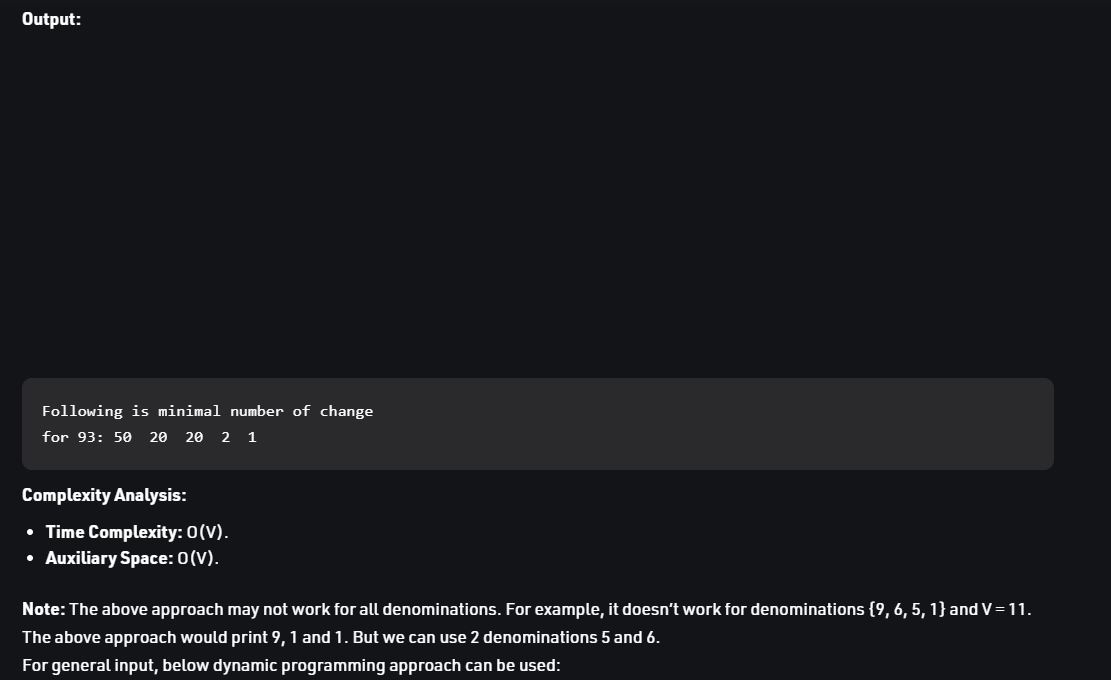 Output:
Following is minimal number of change
for 93: 50  20  20  2  1
Complexity Analysis:
• Time Complexity: O(V).
• Auxiliary Space: O(V).
Note: The above approach may not work for all denominations. For example, it doesn’t work for denominations {9, 6, 5, 1} and V = 11.
The above approach would print 9, 1 and 1. But we can use 2 denominations 5 and 6.
For general input, below dynamic programming approach can be used: